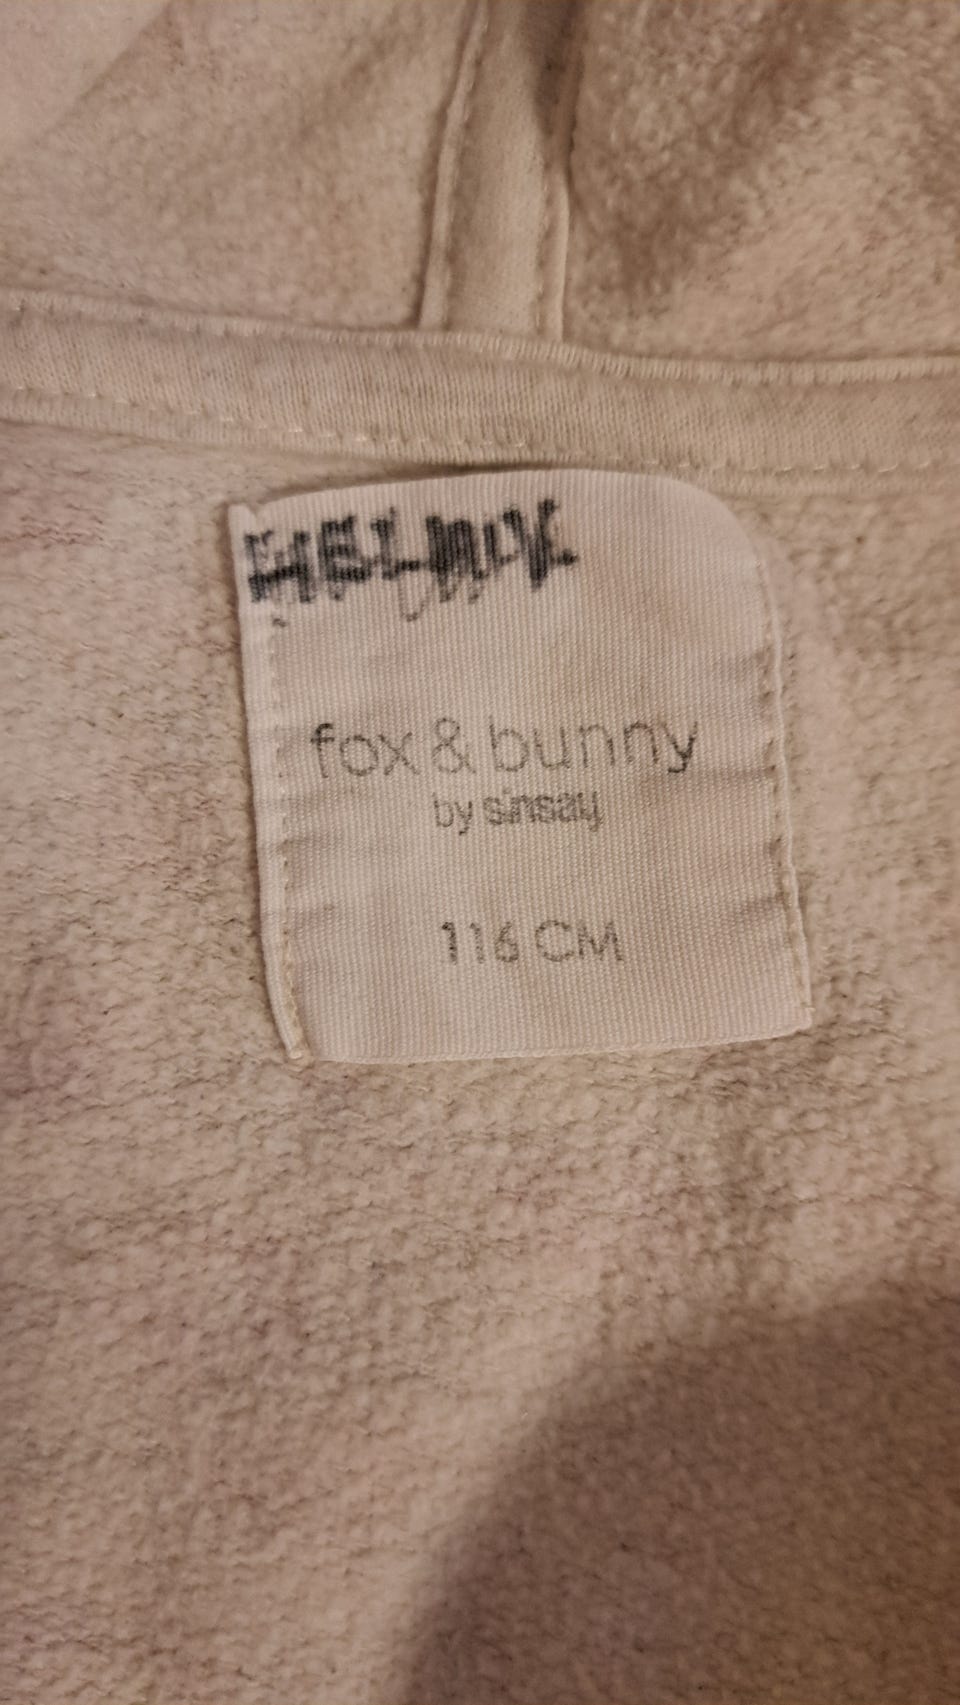 fox & bunny
by sinsay
116 CM